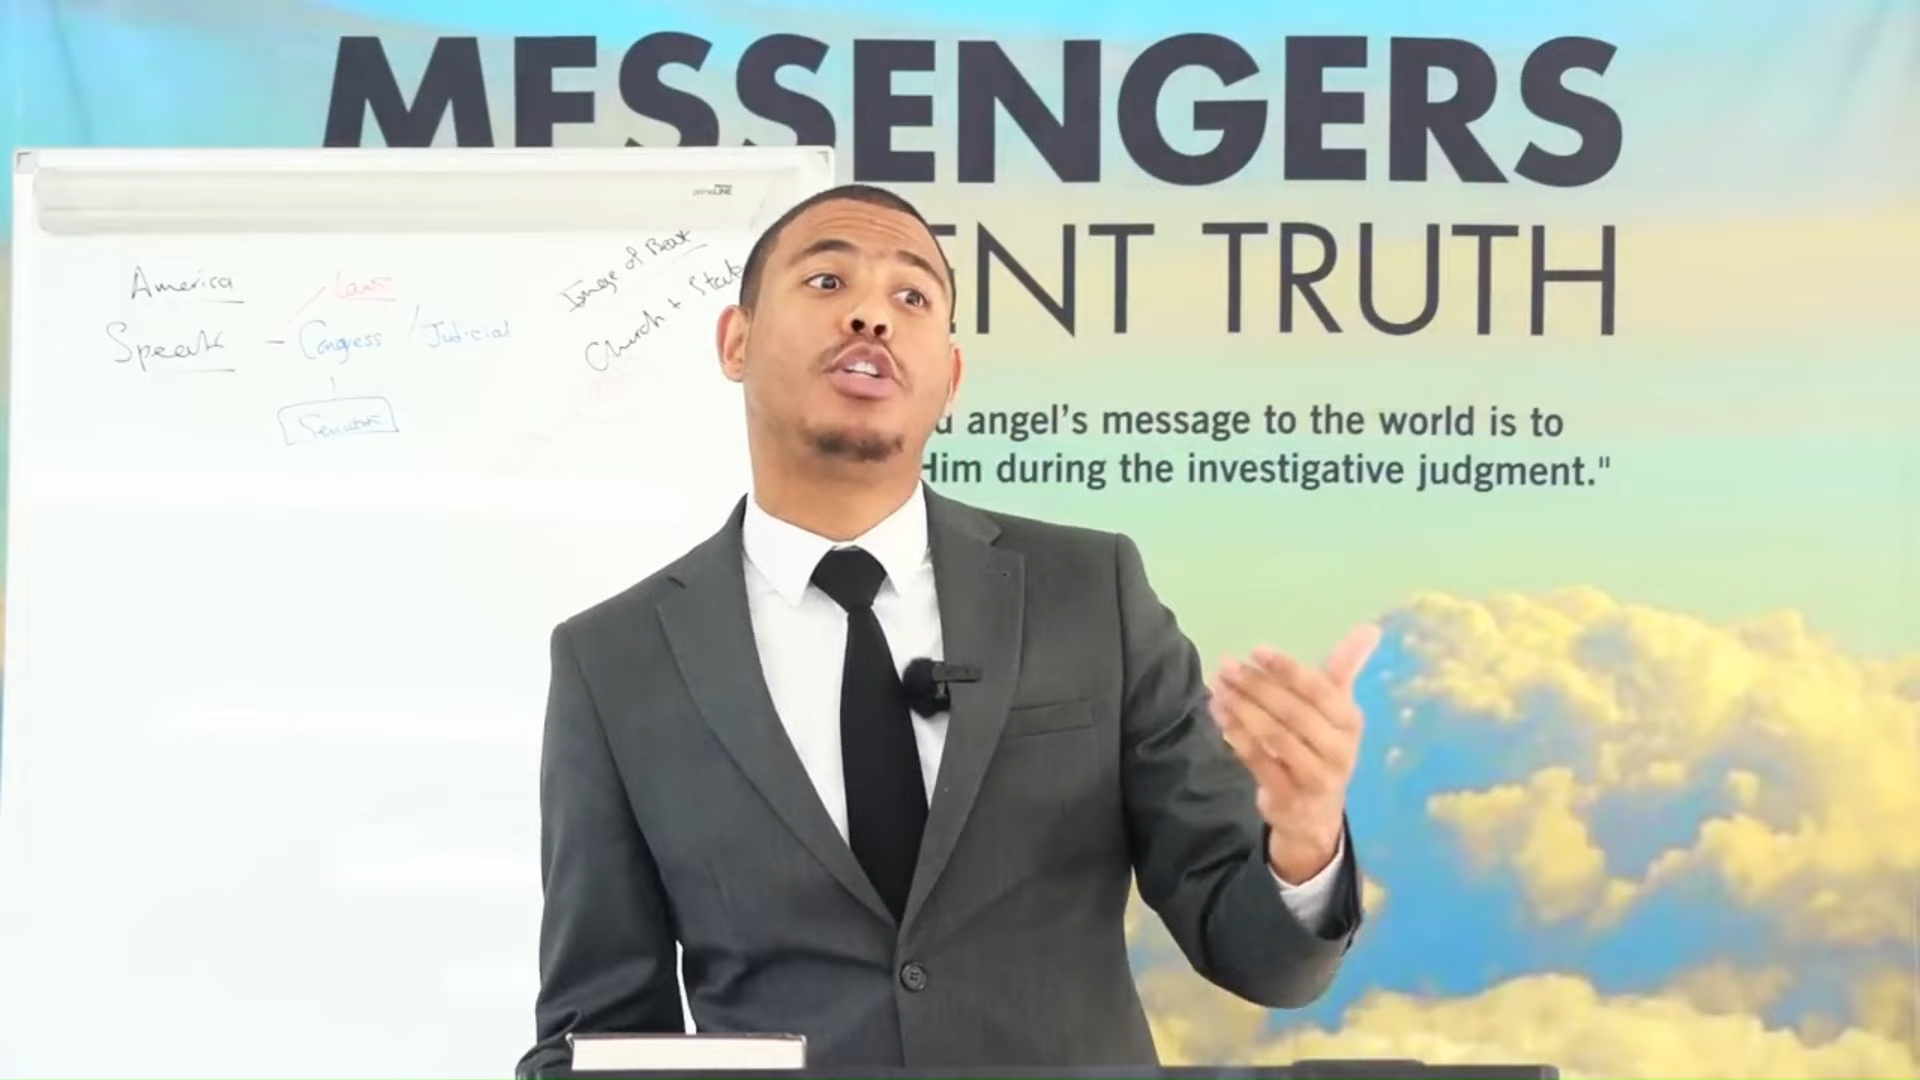 MESSENGERS
ENT TRUTH
angel's message to the world is to
Him during the investigative judgment."
America
Law
Speak - Congress / Judicial
Senators
Image of Beast
Church + State